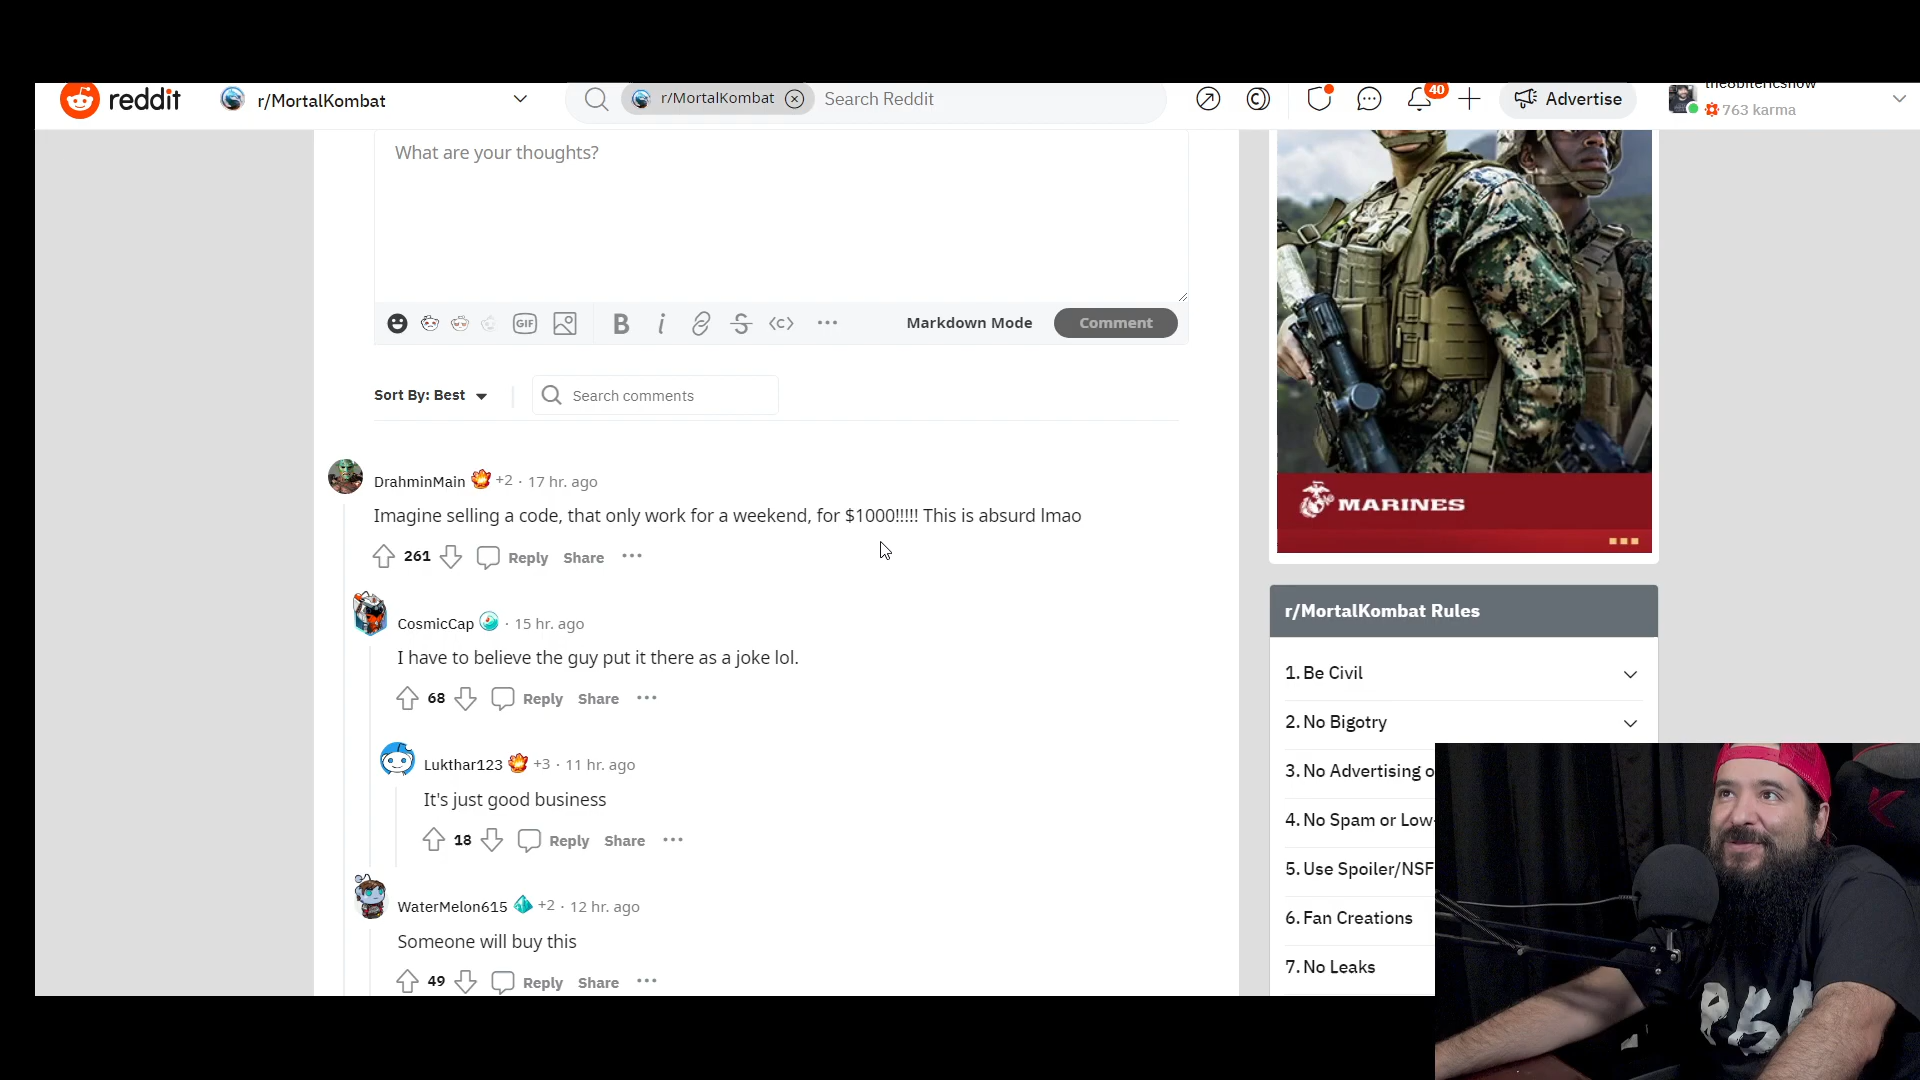 reddit
r/MortalKombat
r/MortalKombat
Search Reddit
40
Advertise
the8bitericshow
763 karma
What are your thoughts?
GIF
B
i
S
Markdown Mode
Comment
Sort By: Best
Search comments
DrahminMain +2 · 17 hr. ago
Imagine selling a code, that only work for a weekend, for $1000!!!!! This is absurd lmao
261
Reply
Share
CosmicCap · 15 hr. ago
I have to believe the guy put it there as a joke lol.
68
Reply
Share
Lukthar123 +3 · 11 hr. ago
It's just good business
18
Reply
Share
WaterMelon615 +2 · 12 hr. ago
Someone will buy this
49
Reply
Share
MARINES
r/MortalKombat Rules
1. Be Civil
2. No Bigotry
3. No Advertising o
4. No Spam or Low-
5. Use Spoiler/NSF
6. Fan Creations
7. No Leaks